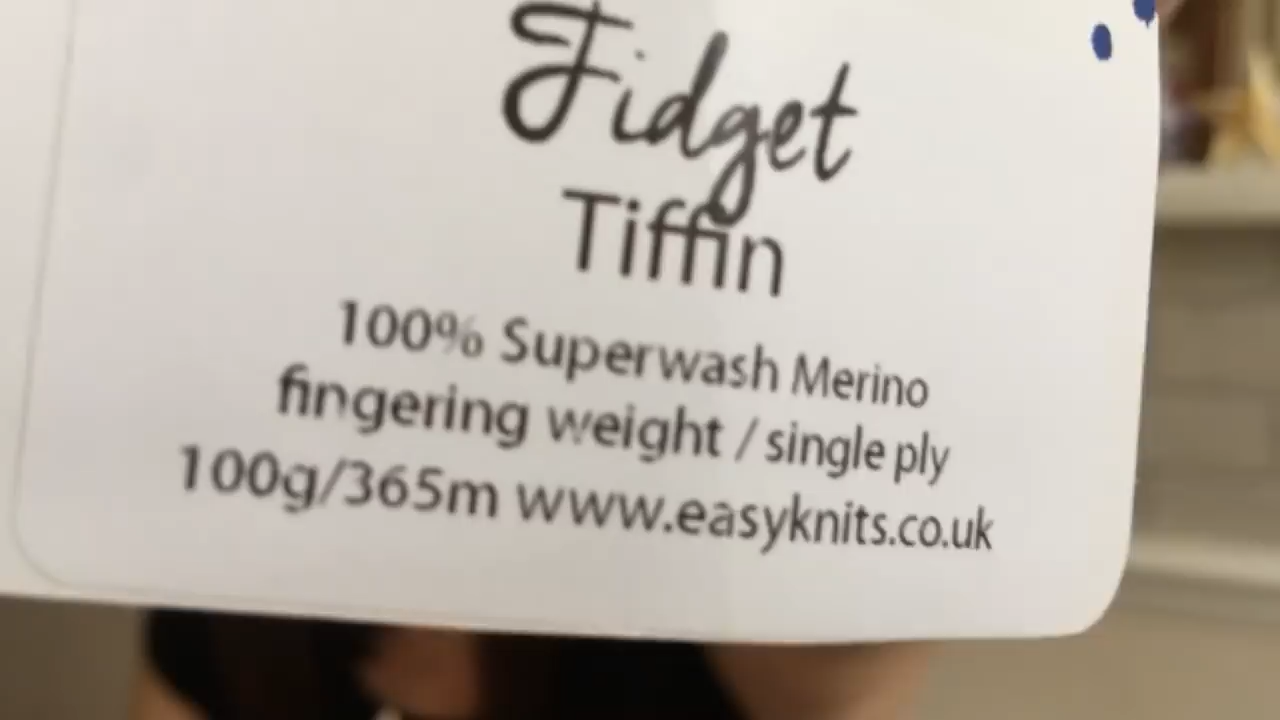 Fidget
Tiffin
100% Superwash Merino
fingering weight / single ply
100g/365m www.easyknits.co.uk